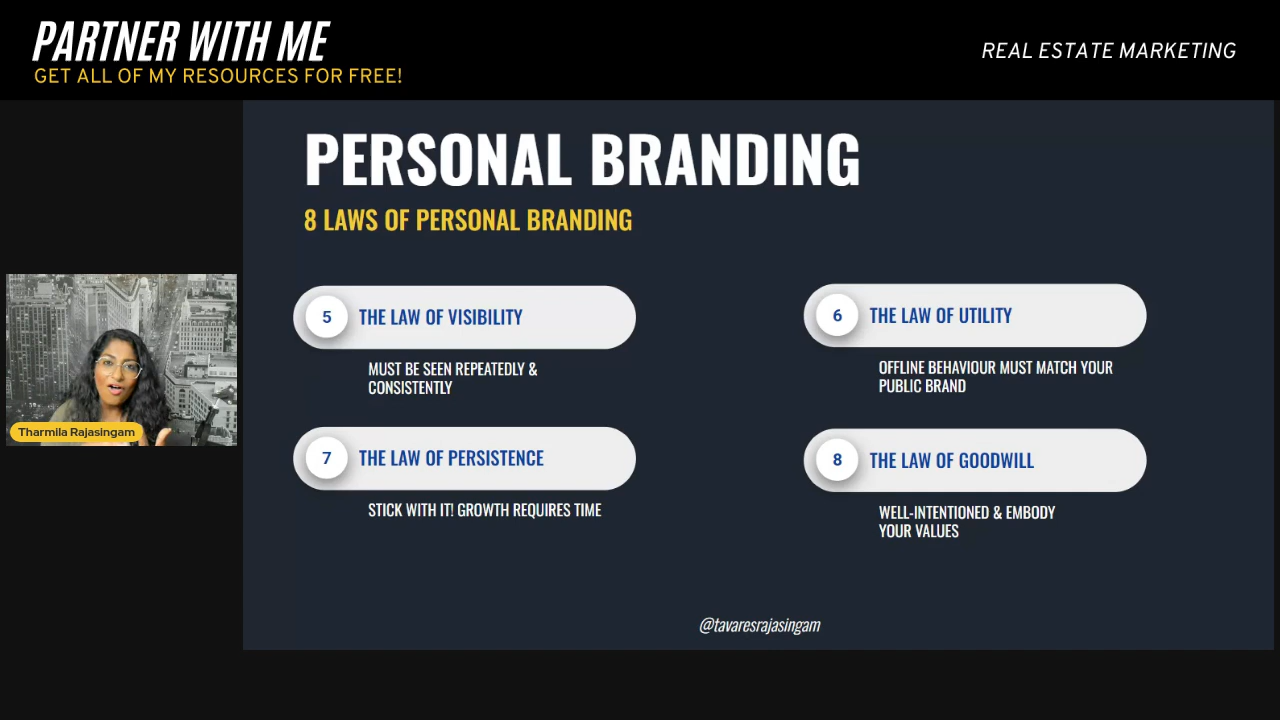 PARTNER WITH ME
GET ALL OF MY RESOURCES FOR FREE!
REAL ESTATE MARKETING
PERSONAL BRANDING
8 LAWS OF PERSONAL BRANDING
5 THE LAW OF VISIBILITY
MUST BE SEEN REPEATEDLY &
CONSISTENTLY
6 THE LAW OF UTILITY
OFFLINE BEHAVIOUR MUST MATCH YOUR
PUBLIC BRAND
7 THE LAW OF PERSISTENCE
STICK WITH IT! GROWTH REQUIRES TIME
8 THE LAW OF GOODWILL
WELL-INTENTIONED & EMBODY
YOUR VALUES
@tavaresrajasingam
Tharmila Rajasingam